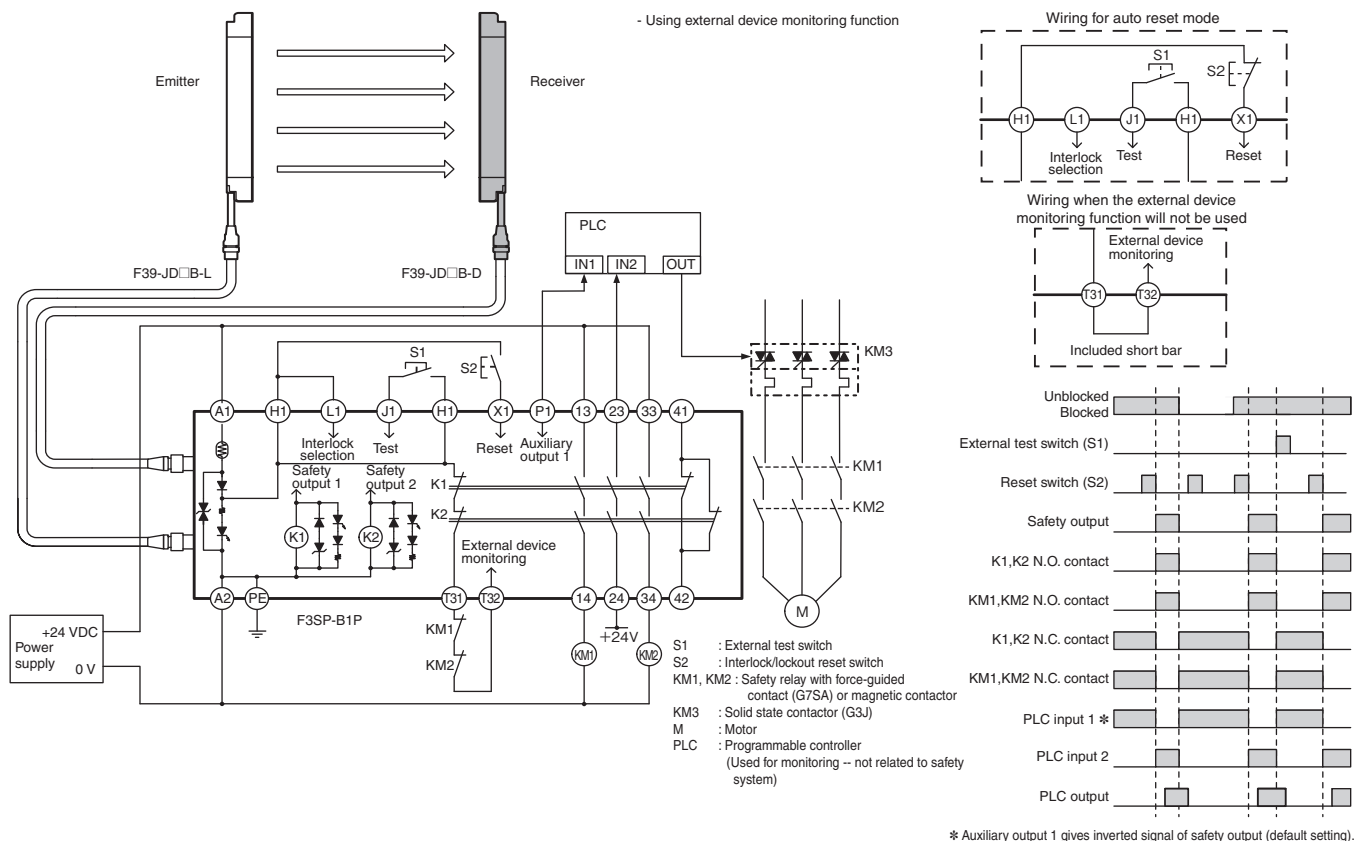 - Using external device monitoring function
Emitter
Receiver
F39-JD□B-L
F39-JD□B-D
PLC
IN1 IN2 OUT
KM3
S1
S2
A1 H1 L1 J1 H1 X1 P1 13 23 33 41
Interlock
selection
Test
Reset
Auxiliary
output 1
Safety
output 1
Safety
output 2
K1
K2
K1
K2
External device
monitoring
KM1
KM2
M
A2 PE T31 T32 14 24 34 42
F3SP-B1P
KM1
KM2
KM1
+24V
KM2
+24 VDC
Power
supply
0 V
S1 : External test switch
S2 : Interlock/lockout reset switch
KM1, KM2 : Safety relay with force-guided
contact (G7SA) or magnetic contactor
KM3 : Solid state contactor (G3J)
M : Motor
PLC : Programmable controller
(Used for monitoring -- not related to safety
system)
Wiring for auto reset mode
S1
S2
H1 L1 J1 H1 X1
Interlock
selection
Test
Reset
Wiring when the external device
monitoring function will not be used
External device
monitoring
T31 T32
Included short bar
Unblocked
Blocked
External test switch (S1)
Reset switch (S2)
Safety output
K1,K2 N.O. contact
KM1,KM2 N.O. contact
K1,K2 N.C. contact
KM1,KM2 N.C. contact
PLC input 1 ✻
PLC input 2
PLC output
✻ Auxiliary output 1 gives inverted signal of safety output (default setting).